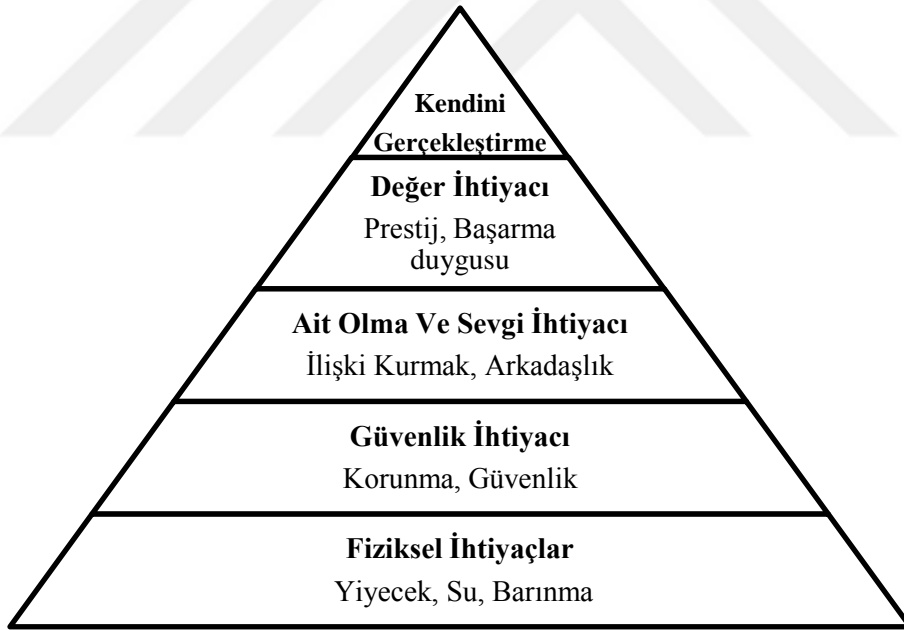 Kendini
Gerçekleştirme
Değer İhtiyacı
Prestij, Başarma
duygusu
Ait Olma Ve Sevgi İhtiyacı
İlişki Kurmak, Arkadaşlık
Güvenlik İhtiyacı
Korunma, Güvenlik
Fiziksel İhtiyaçlar
Yiyecek, Su, Barınma